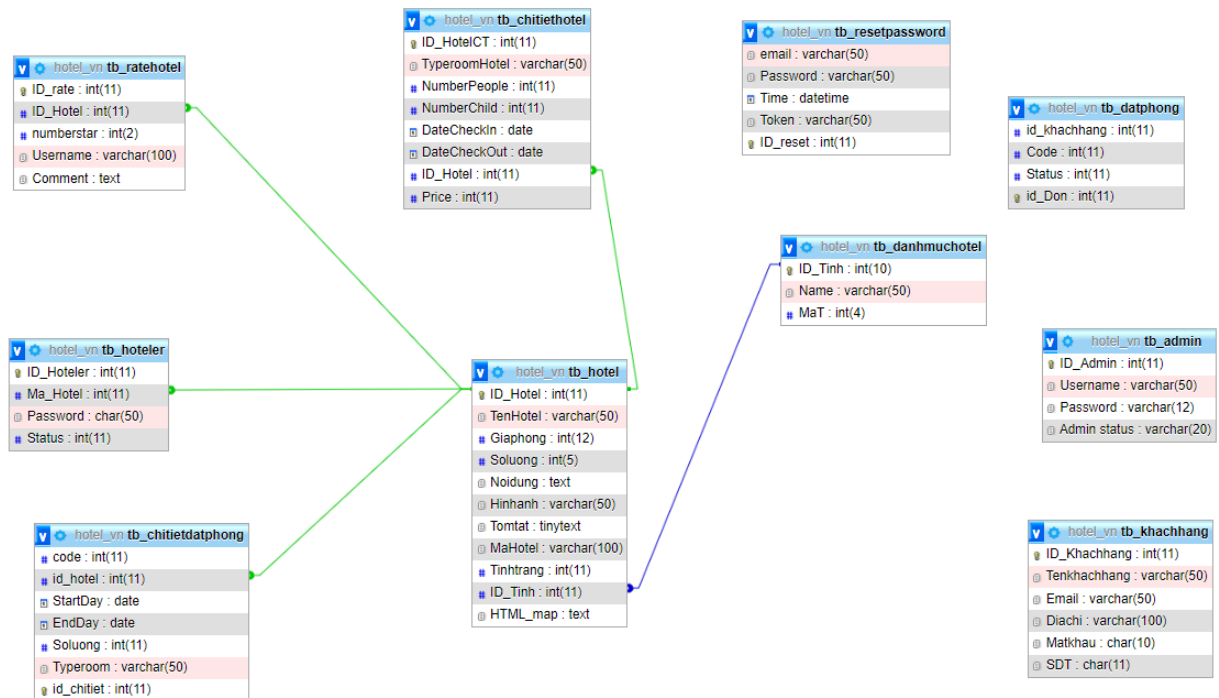 hotel_vn tb_chitiethotel
ID_HotelCT : int(11)
TyperoomHotel : varchar(50)
NumberPeople : int(11)
NumberChild : int(11)
DateCheckIn : date
DateCheckOut : date
ID_Hotel : int(11)
Price : int(11)
hotel_vn tb_resetpassword
email : varchar(50)
Password : varchar(50)
Time : datetime
Token : varchar(50)
ID_reset : int(11)
hotel_vn tb_ratehotel
ID_rate : int(11)
ID_Hotel : int(11)
numberstar : int(2)
Username : varchar(100)
Comment : text
hotel_vn tb_datphong
id_khachhang : int(11)
Code : int(11)
Status : int(11)
id_Don : int(11)
hotel_vn tb_danhmuchotel
ID_Tinh : int(10)
Name : varchar(50)
MaT : int(4)
hotel_vn tb_admin
ID_Admin : int(11)
Username : varchar(50)
Password : varchar(12)
Admin status : varchar(20)
hotel_vn tb_hoteler
ID_Hoteler : int(11)
Ma_Hotel : int(11)
Password : char(50)
Status : int(11)
hotel_vn tb_hotel
ID_Hotel : int(11)
TenHotel : varchar(50)
Giaphong : int(12)
Soluong : int(5)
Noidung : text
Hinhanh : varchar(50)
Tomtat : tinytext
MaHotel : varchar(100)
Tinhtrang : int(11)
ID_Tinh : int(11)
HTML_map : text
hotel_vn tb_chitietdatphong
code : int(11)
id_hotel : int(11)
StartDay : date
EndDay : date
Soluong : int(11)
Typeroom : varchar(50)
id_chitiet : int(11)
hotel_vn tb_khachhang
ID_Khachhang : int(11)
Tenkhachhang : varchar(50)
Email : varchar(50)
Diachi : varchar(100)
Matkhau : char(10)
SDT : char(11)